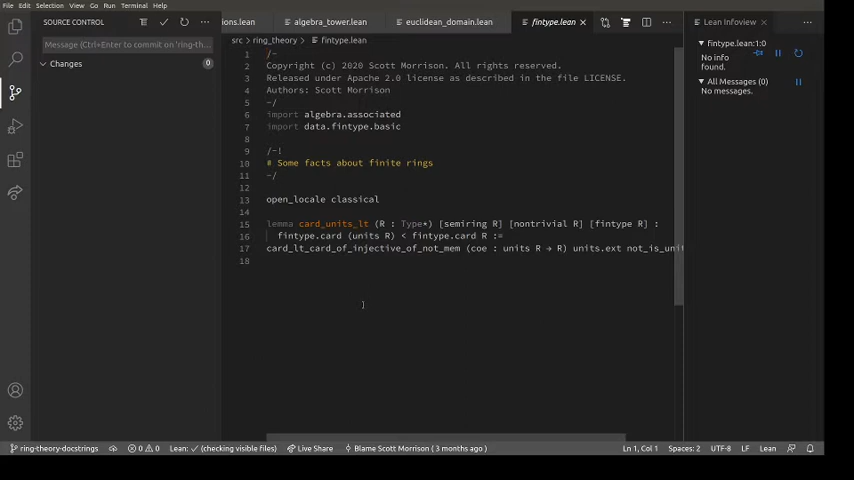 File Edit Selection View Go Run Terminal Help
SOURCE CONTROL
Message (Ctrl+Enter to commit on 'ring-th...
Changes
0
ions.lean
algebra_tower.lean
euclidean_domain.lean
fintype.lean
src > ring_theory > fintype.lean
1 /-
2 Copyright (c) 2020 Scott Morrison. All rights reserved.
3 Released under Apache 2.0 license as described in the file LICENSE.
4 Authors: Scott Morrison
5 -/
6 import algebra.associated
7 import data.fintype.basic
8
9 /-!
10 # Some facts about finite rings
11 -/
12
13 open_locale classical
14
15 lemma card_units_lt (R : Type*) [semiring R] [nontrivial R] [fintype R] :
16 fintype.card (units R) < fintype.card R :=
17 card_lt_card_of_injective_of_not_mem (coe : units R → R) units.ext not_is_uni
18
Lean Infoview
fintype.lean:1:0
No info
found.
All Messages (0)
No messages.
ring-theory-docstrings
0 0
Lean: ✓ (checking visible files)
Live Share
Blame Scott Morrison ( 3 months ago )
Ln 1, Col 1
Spaces: 2
UTF-8
LF
Lean